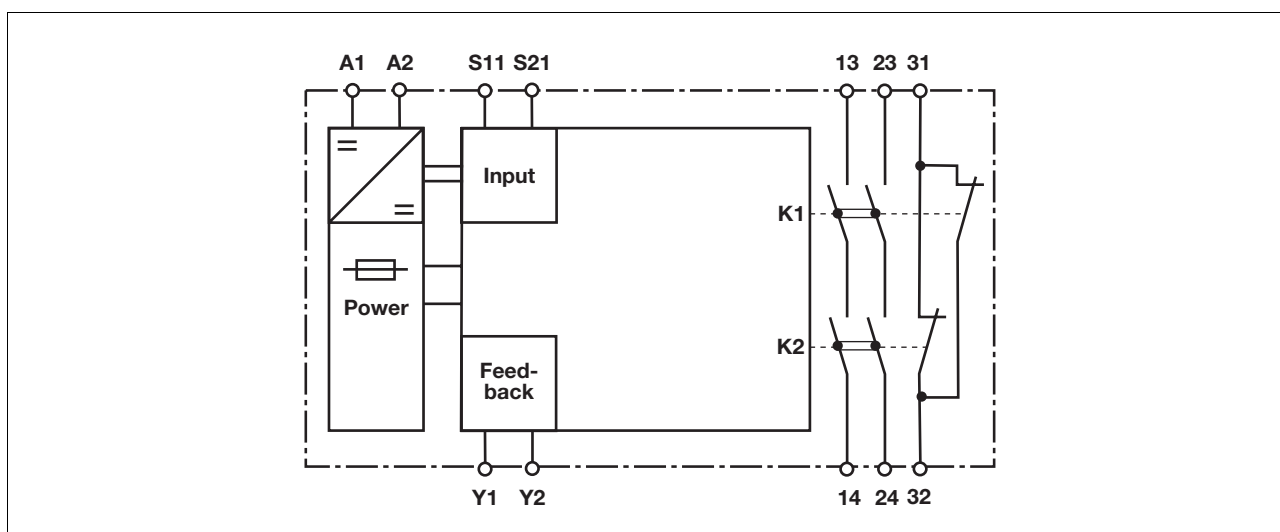 A1 A2 S11 S21 13 23 31
Input
K1
Power
K2
Feed-
back
Y1 Y2 14 24 32